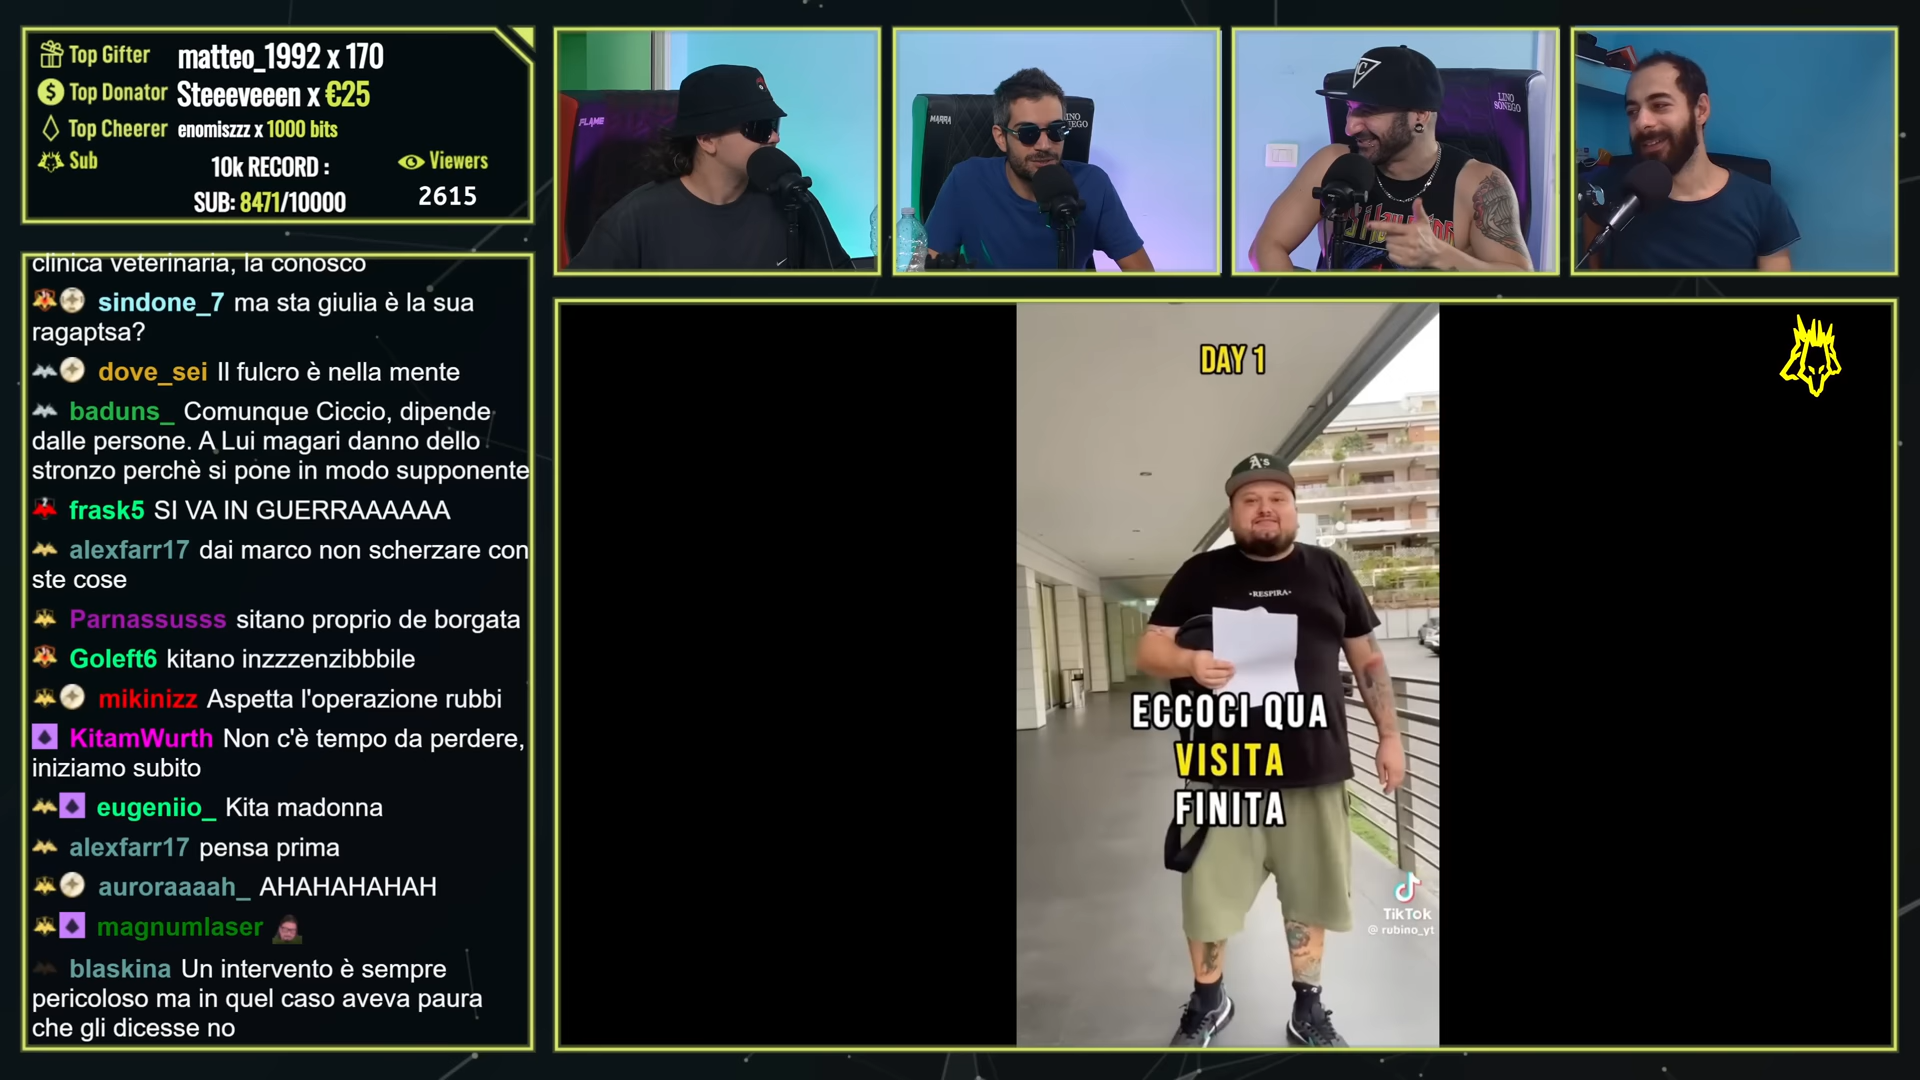 Top Gifter matteo_1992 x 170
Top Donator Steeeveeen x €25
Top Cheerer enomiszzz x 1000 bits
Sub 10k RECORD : Viewers
SUB: 8471/10000 2615
clinica veterinaria, la conosco
sindone_7 ma sta giulia è la sua
ragaptsa?
dove_sei Il fulcro è nella mente
baduns_ Comunque Ciccio, dipende
dalle persone. A Lui magari danno dello
stronzo perchè si pone in modo supponente
frask5 SI VA IN GUERRAAAAAA
alexfarr17 dai marco non scherzare con
ste cose
Parnassusss sitano proprio de borgata
Goleft6 kitano inzzzenzibbbile
mikinizz Aspetta l'operazione rubbi
KitamWurth Non c'è tempo da perdere,
iniziamo subito
eugeniio_ Kita madonna
alexfarr17 pensa prima
auroraaaah_ AHAHAHAHAH
magnumlaser
blaskina Un intervento è sempre
pericoloso ma in quel caso aveva paura
che gli dicesse no
FLAME
MARRA
LINO
SONEGO
DAY 1
A's
•RESPIRA•
ECCOCI QUA
VISITA
FINITA
TikTok
@ rubino_yt